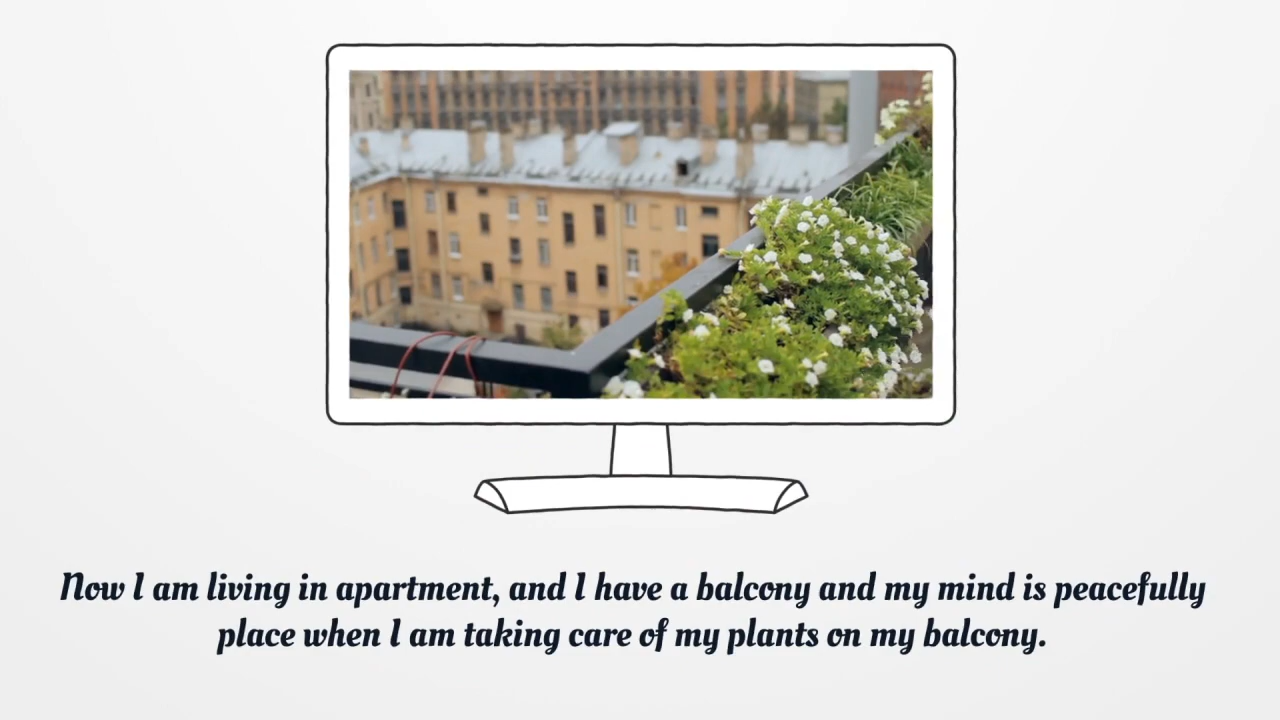 Now I am living in apartment, and I have a balcony and my mind is peacefully
place when I am taking care of my plants on my balcony.